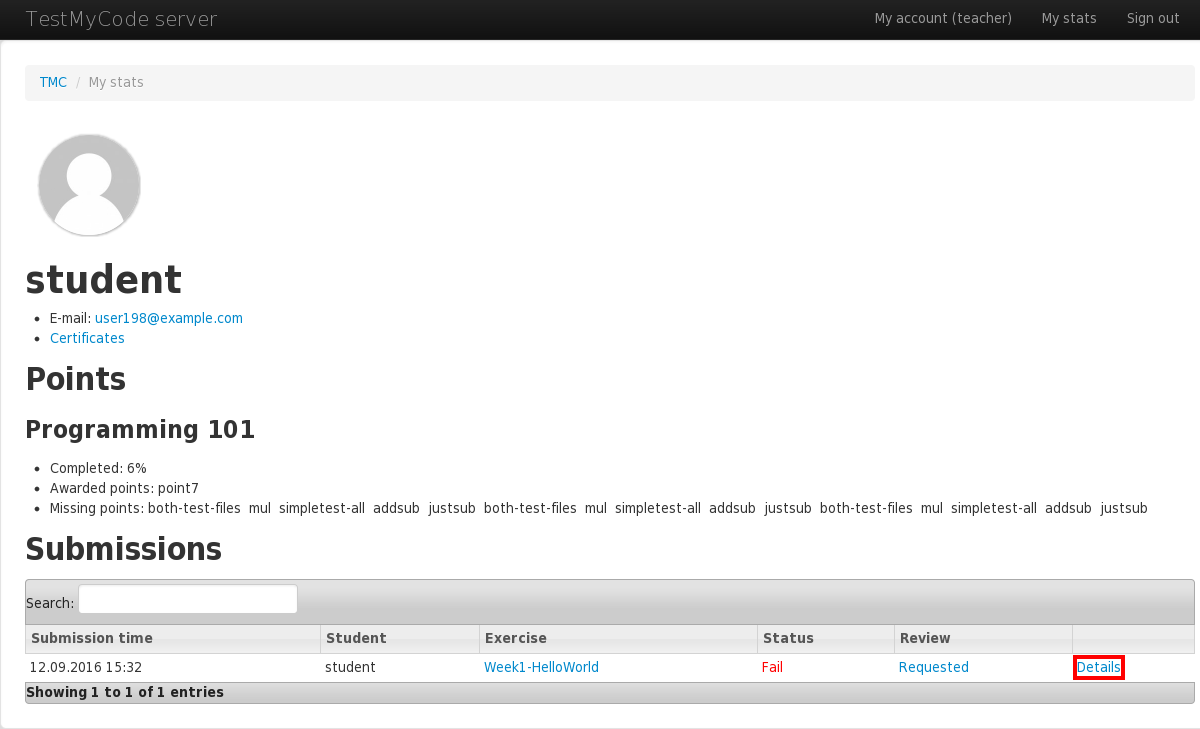 TestMyCode server My account (teacher) My stats Sign out
TMC / My stats
student
E-mail: user198@example.com
Certificates
Points
Programming 101
Completed: 6%
Awarded points: point7
Missing points: both-test-files mul simpletest-all addsub justsub both-test-files mul simpletest-all addsub justsub both-test-files mul simpletest-all addsub justsub
Submissions
Search:
Submission time Student Exercise Status Review
12.09.2016 15:32 student Week1-HelloWorld Fail Requested Details
Showing 1 to 1 of 1 entries